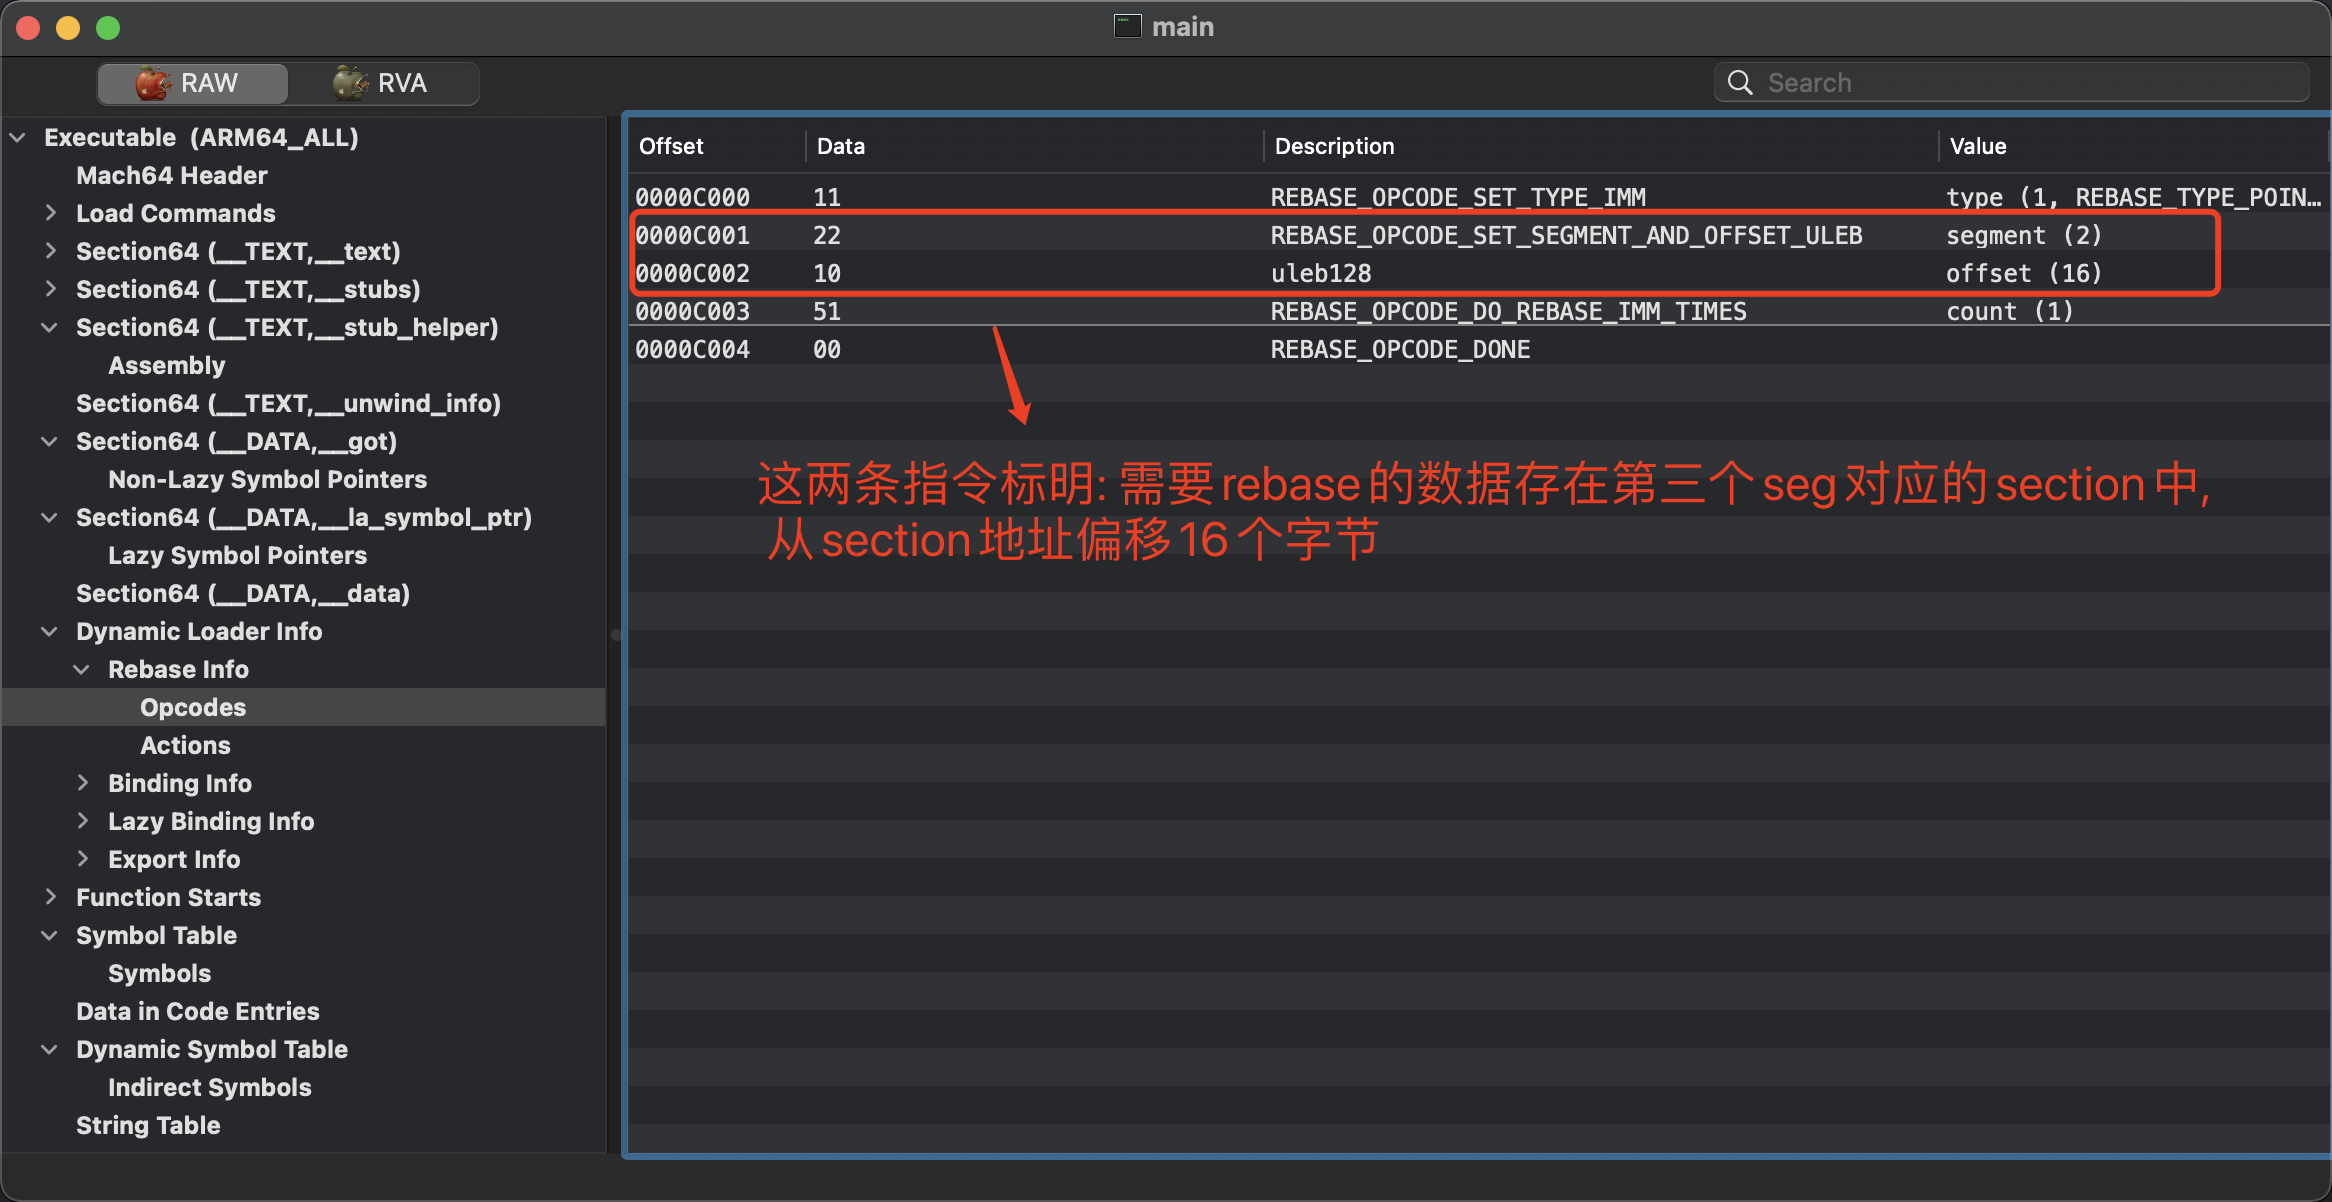 main
RAW
RVA
Search
Executable (ARM64_ALL)
Mach64 Header
Load Commands
Section64 (__TEXT,__text)
Section64 (__TEXT,__stubs)
Section64 (__TEXT,__stub_helper)
Assembly
Section64 (__TEXT,__unwind_info)
Section64 (__DATA,__got)
Non-Lazy Symbol Pointers
Section64 (__DATA,__la_symbol_ptr)
Lazy Symbol Pointers
Section64 (__DATA,__data)
Dynamic Loader Info
Rebase Info
Opcodes
Actions
Binding Info
Lazy Binding Info
Export Info
Function Starts
Symbol Table
Symbols
Data in Code Entries
Dynamic Symbol Table
Indirect Symbols
String Table
Offset Data Description Value
0000C000 11 REBASE_OPCODE_SET_TYPE_IMM type (1, REBASE_TYPE_POIN…
0000C001 22 REBASE_OPCODE_SET_SEGMENT_AND_OFFSET_ULEB segment (2)
0000C002 10 uleb128 offset (16)
0000C003 51 REBASE_OPCODE_DO_REBASE_IMM_TIMES count (1)
0000C004 00 REBASE_OPCODE_DONE
这两条指令标明: 需要rebase的数据存在第三个seg对应的section中,
从section地址偏移16个字节